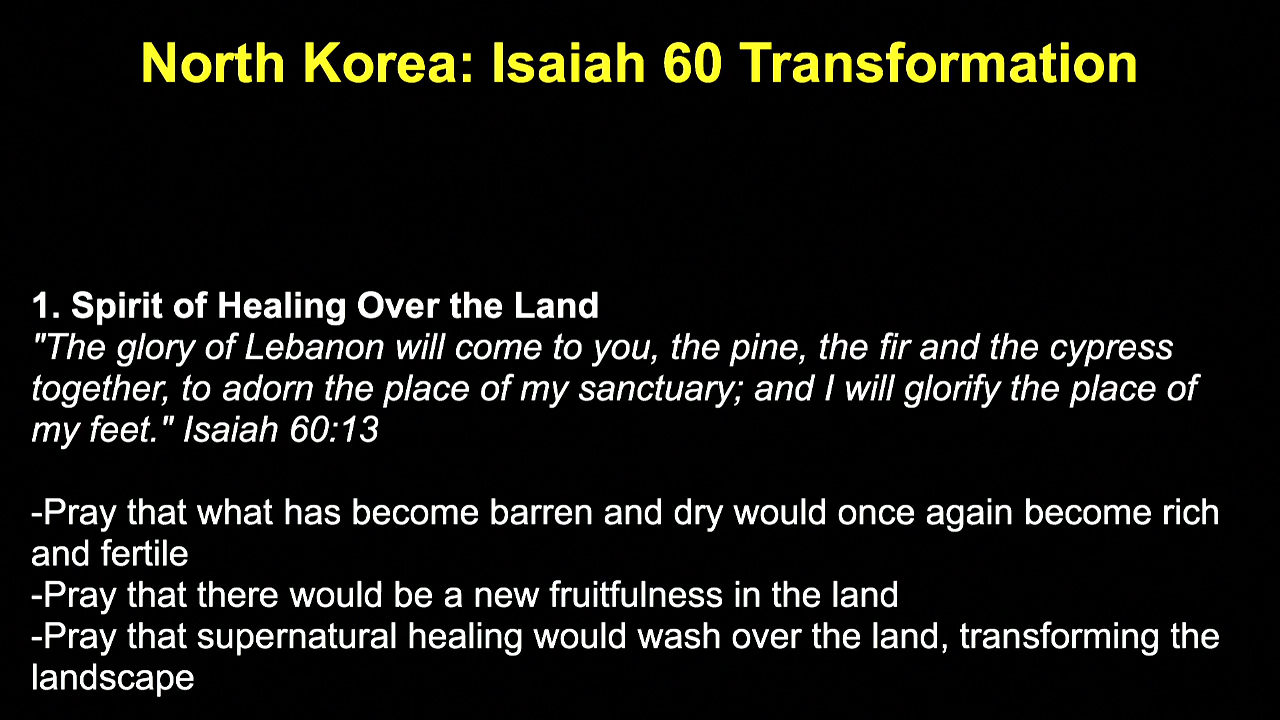 North Korea: Isaiah 60 Transformation
1. Spirit of Healing Over the Land
"The glory of Lebanon will come to you, the pine, the fir and the cypress
together, to adorn the place of my sanctuary; and I will glorify the place of
my feet." Isaiah 60:13
-Pray that what has become barren and dry would once again become rich
and fertile
-Pray that there would be a new fruitfulness in the land
-Pray that supernatural healing would wash over the land, transforming the
landscape